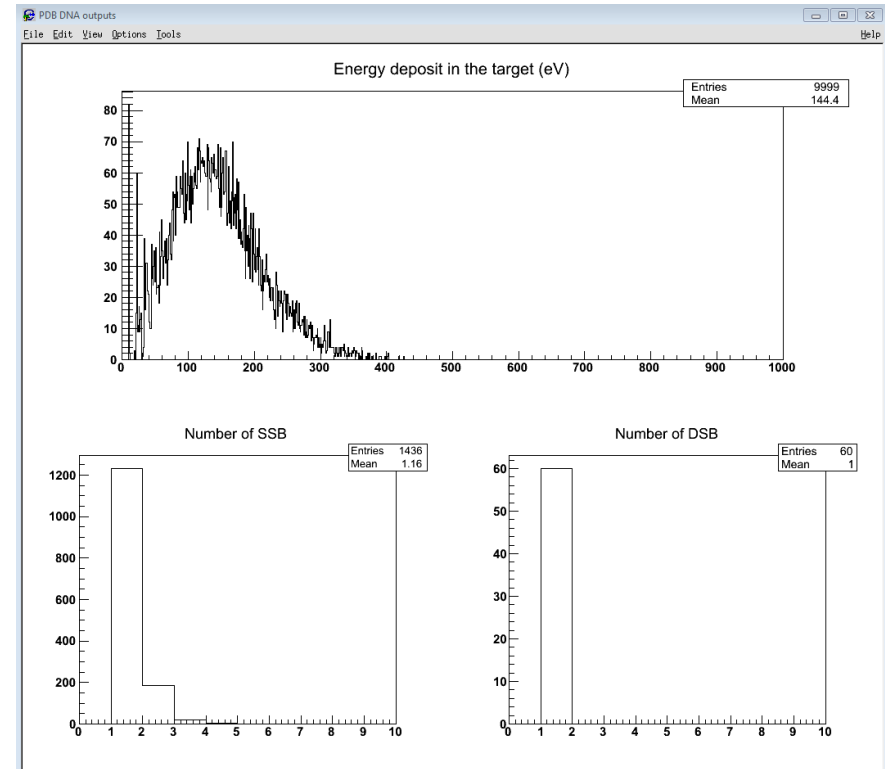 PDB DNA outputs
File Edit View Options Tools Help
Energy deposit in the target (eV)
Entries 9999
Mean 144.4
80
70
60
50
40
30
20
10
0
0 100 200 300 400 500 600 700 800 900 1000
Number of SSB
Entries 1436
Mean 1.16
1200
1000
800
600
400
200
0
0 1 2 3 4 5 6 7 8 9 10
Number of DSB
Entries 60
Mean 1
60
50
40
30
20
10
0
0 1 2 3 4 5 6 7 8 9 10